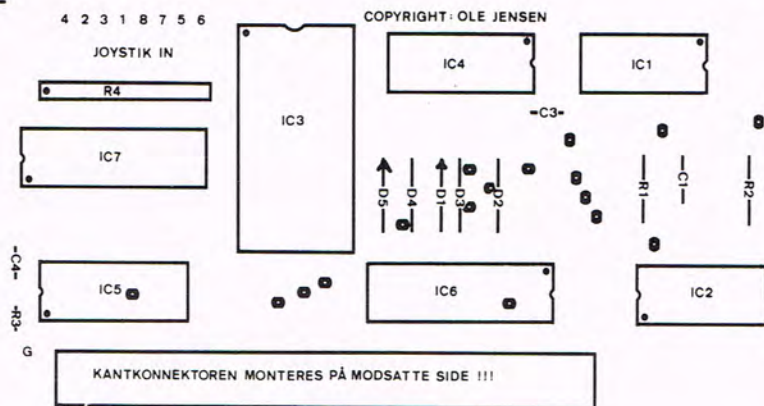 4 2 3 1 8 7 5 6
COPYRIGHT: OLE JENSEN
JOYSTIK IN
R4
IC3
IC4
IC1
-C3-
IC7
D5
D4
D1
D3
D2
R1
C1
R2
-C4-
-R3-
IC5
IC6
IC2
G
KANTKONNEKTOREN MONTERES PÅ MODSATTE SIDE !!!